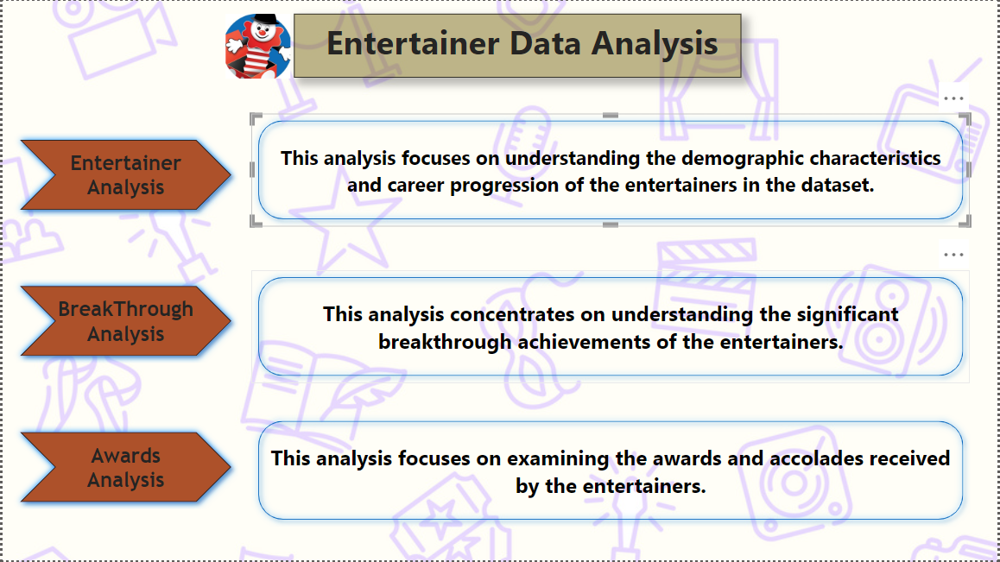 Entertainer Data Analysis
Entertainer
Analysis
This analysis focuses on understanding the demographic characteristics
and career progression of the entertainers in the dataset.
BreakThrough
Analysis
This analysis concentrates on understanding the significant
breakthrough achievements of the entertainers.
Awards
Analysis
This analysis focuses on examining the awards and accolades received
by the entertainers.